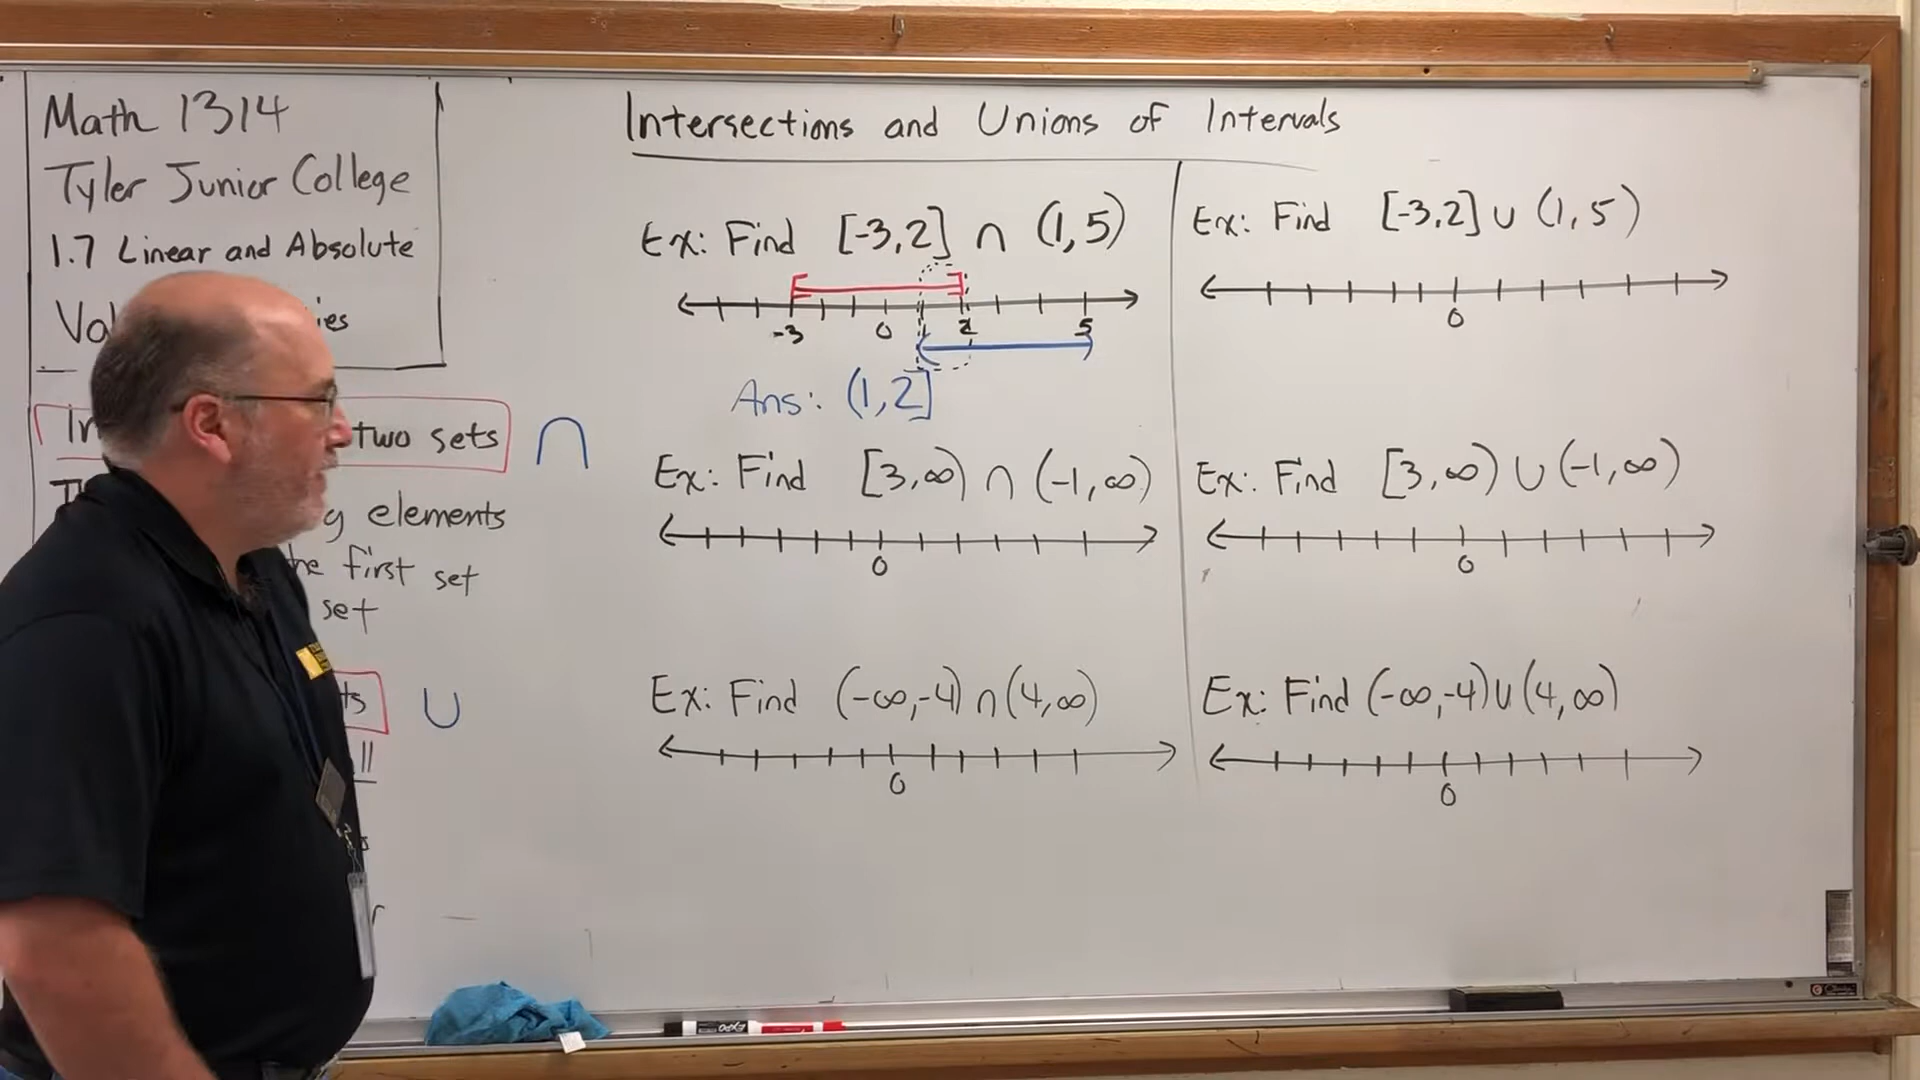 Math 1314
Tyler Junior College
1.7 Linear and Absolute
two sets ∩
elements
first set
set
∪
Intersections and Unions of Intervals
Ex: Find [-3,2] ∩ (1,5)
-3 0 2 5
Ans: (1,2]
Ex: Find [3,∞) ∩ (-1,∞)
0
Ex: Find (-∞,-4) ∩ (4,∞)
0
Ex: Find [-3,2] ∪ (1,5)
0
Ex: Find [3,∞) ∪ (-1,∞)
0
Ex: Find (-∞,-4) ∪ (4,∞)
0
EXPO